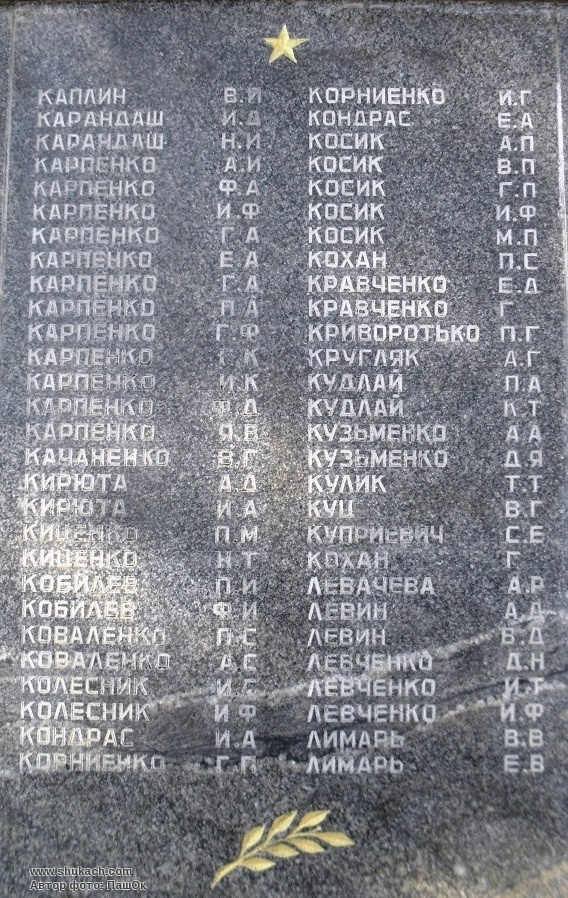 КАПЛИН В.И
КАРАНДАШ И.Д
КАРАНДАШ Н.И
КАРПЕНКО А.И
КАРПЕНКО Ф.А
КАРПЕНКО И.Ф
КАРПЕНКО Г.А
КАРПЕНКО Е.А
КАРПЕНКО Г.А
КАРПЕНКО П.А
КАРПЕНКО Г.Ф
КАРПЕНКО Г.К
КАРПЕНКО И.К
КАРПЕНКО Ф.Д
КАРПЕНКО Я.В
КАЧАНЕНКО В.Г
КИРЮТА А.Д
КИРЮТА И.А
КИЦЕНКО П.М
КИЦЕНКО Н.Т
КОБИЛЕВ П.И
КОБИЛЕВ Ф.И
КОВАЛЕНКО П.С
КОВАЛЕНКО А.С
КОЛЕСНИК
КОЛЕСНИК И.Ф
КОНДРАС И.А
КОРНИЕНКО Г.П
КОРНИЕНКО И.Г
КОНДРАС Е.А
КОСИК А.П
КОСИК В.П
КОСИК Г.П
КОСИК И.Ф
КОСИК М.П
КОХАН П.С
КРАВЧЕНКО Е.Д
КРАВЧЕНКО Г
КРИВОРОТЬКО П.Г
КРУГЛЯК А.Г
КУДЛАЙ П.А
КУДЛАЙ К.Т
КУЗЬМЕНКО А.А
КУЗЬМЕНКО Д.Я
КУЛИК Т.Т
КУЦ В.Г
КУПРИЕВИЧ С.Е
КОХАН Г
ЛЕВАЧЕВА А.Р
ЛЕВИН А.Д
ЛЕВИН В.Д
ЛЕВЧЕНКО Д.Н
ЛЕВЧЕНКО И.Т
ЛЕВЧЕНКО И.Ф
ЛИМАРЬ В.В
ЛИМАРЬ Е.В
www.shukach.com
Автор фото: ПашОк